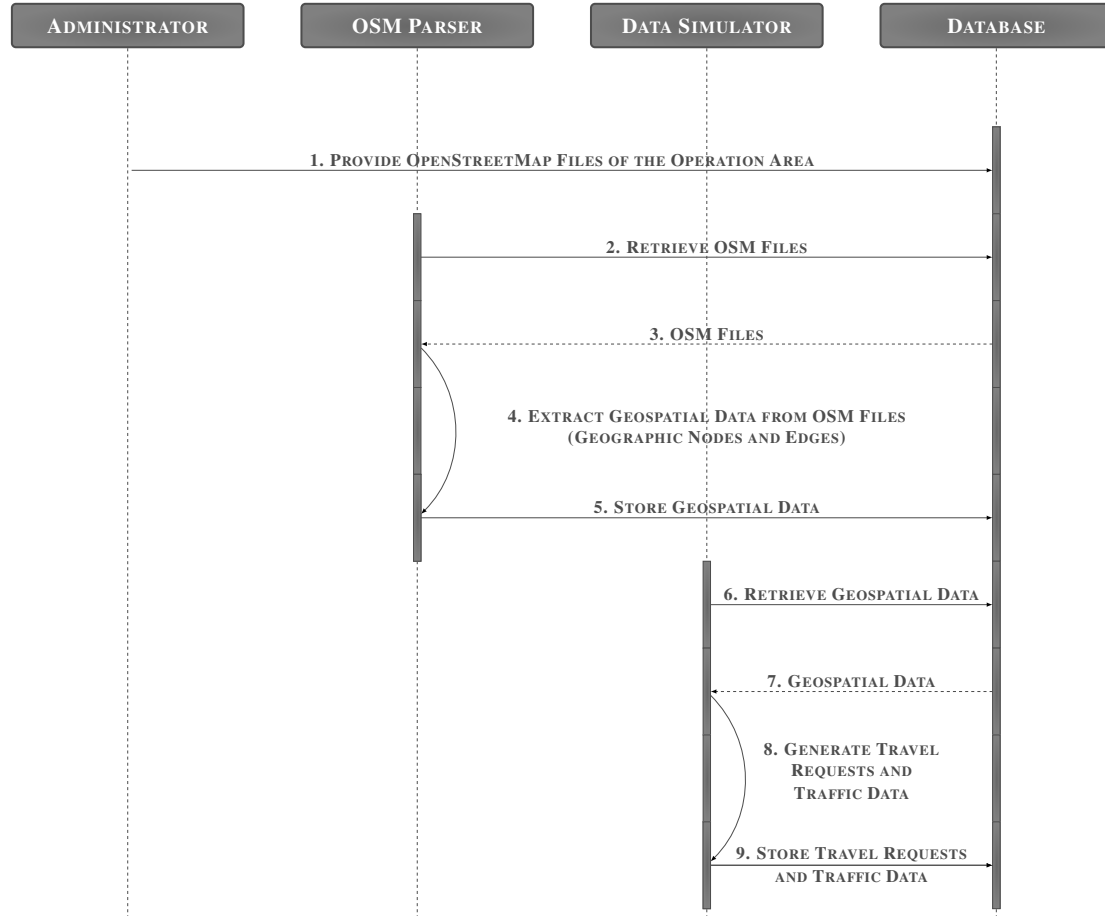 Administrator
OSM Parser
Data Simulator
Database
1. Provide OpenStreetMap Files of the Operation Area
2. Retrieve OSM Files
3. OSM Files
4. Extract Geospatial Data from OSM Files
(Geographic Nodes and Edges)
5. Store Geospatial Data
6. Retrieve Geospatial Data
7. Geospatial Data
8. Generate Travel
Requests and
Traffic Data
9. Store Travel Requests
and Traffic Data